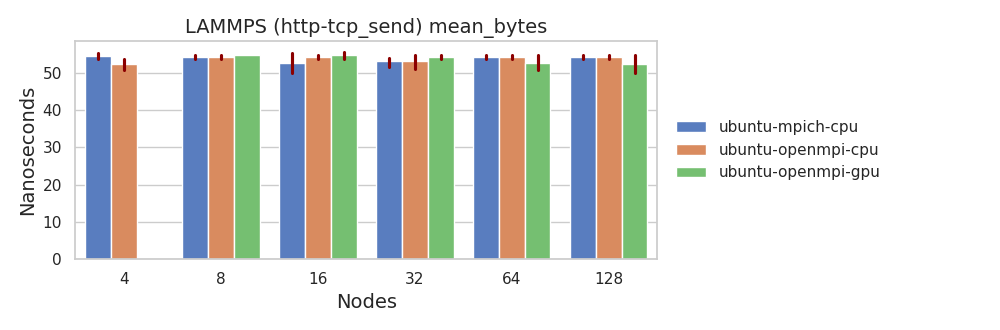 LAMMPS (http-tcp_send) mean_bytes
Nanoseconds
50
40
30
20
10
0
4 8 16 32 64 128
Nodes
ubuntu-mpich-cpu
ubuntu-openmpi-cpu
ubuntu-openmpi-gpu